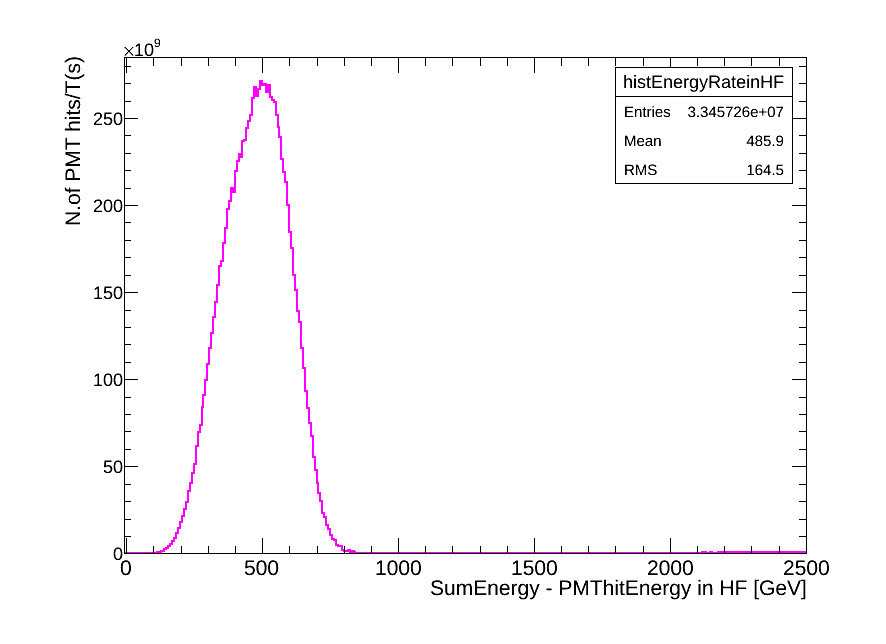 ×10⁹
N.of PMT hits/T(s)
histEnergyRateinHF
Entries 3.345726e+07
Mean 485.9
RMS 164.5
250
200
150
100
50
0
0 500 1000 1500 2000 2500
SumEnergy - PMThitEnergy in HF [GeV]